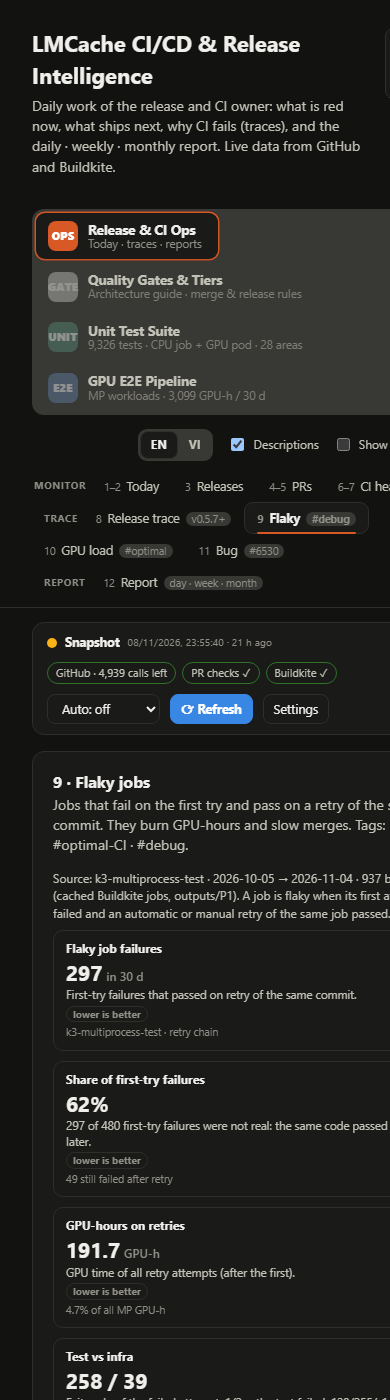 LMCache CI/CD & Release
Intelligence
Daily work of the release and CI owner: what is red
now, what ships next, why CI fails (traces), and the
daily · weekly · monthly report. Live data from GitHub
and Buildkite.
OPS Release & CI Ops
Today · traces · reports
GATE Quality Gates & Tiers
Architecture guide · merge & release rules
UNIT Unit Test Suite
9,326 tests · CPU job + GPU pod · 28 areas
E2E GPU E2E Pipeline
MP workloads · 3,099 GPU-h / 30 d
EN VI Descriptions Show
MONITOR 1–2 Today 3 Releases 4–5 PRs 6–7 CI hea
TRACE 8 Release trace v0.5.7+ 9 Flaky #debug
10 GPU load #optimal 11 Bug #6530
REPORT 12 Report day · week · month
Snapshot 08/11/2026, 23:55:40 · 21 h ago
GitHub · 4,939 calls left PR checks ✓ Buildkite ✓
Auto: off ⟳ Refresh Settings
9 · Flaky jobs
Jobs that fail on the first try and pass on a retry of the s
commit. They burn GPU-hours and slow merges. Tags:
#optimal-CI · #debug.
Source: k3-multiprocess-test · 2026-10-05 → 2026-11-04 · 937 b
(cached Buildkite jobs, outputs/P1). A job is flaky when its first a
failed and an automatic or manual retry of the same job passed.
Flaky job failures
297 in 30 d
First-try failures that passed on retry of the same commit.
lower is better
k3-multiprocess-test · retry chain
Share of first-try failures
62%
297 of 480 first-try failures were not real: the same code passed
later.
lower is better
49 still failed after retry
GPU-hours on retries
191.7 GPU-h
GPU time of all retry attempts (after the first).
lower is better
4.7% of all MP GPU-h
Test vs infra
258 / 39